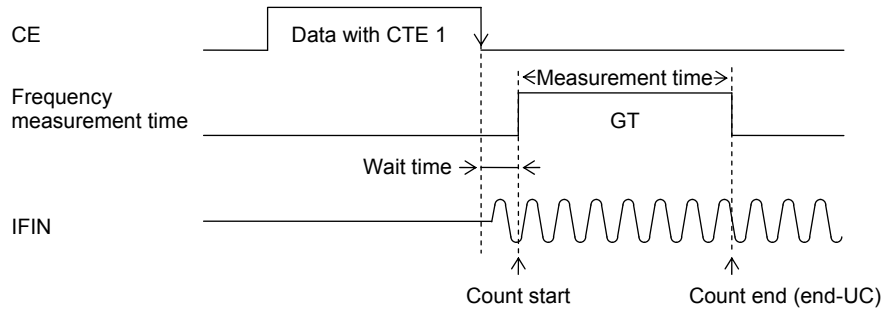 CE
Data with CTE 1
Measurement time
Frequency
measurement time
GT
Wait time
IFIN
Count start
Count end (end-UC)